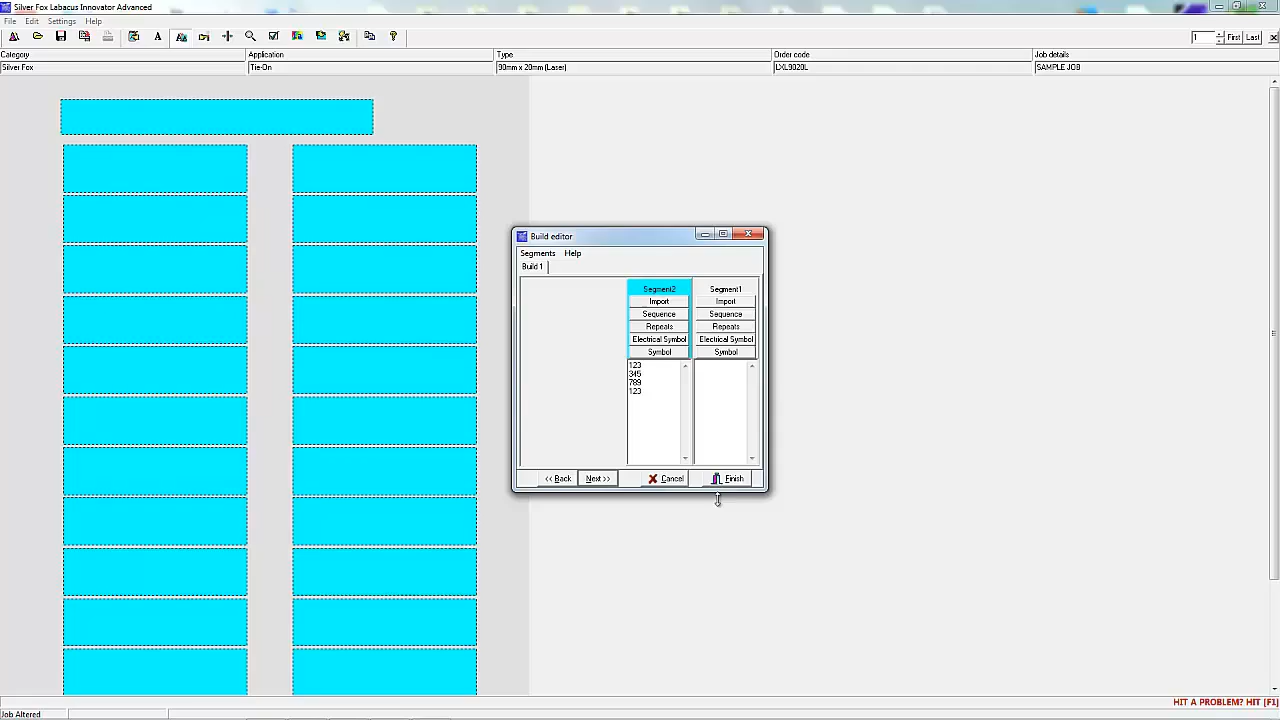 Silver Fox Labacus Innovator Advanced
File Edit Settings Help
1 First Last
Category Application Type Order code Job details
Silver Fox Tie-On 90mm x 20mm (Laser) LXL9020L SAMPLE JOB
Build editor
Segments Help
Build 1
Segment2 Segment1
Import Import
Sequence Sequence
Repeats Repeats
Electrical Symbol Electrical Symbol
Symbol Symbol
123
345
789
123
<< Back Next >> Cancel Finish
HIT A PROBLEM? HIT [F1]
Job Altered